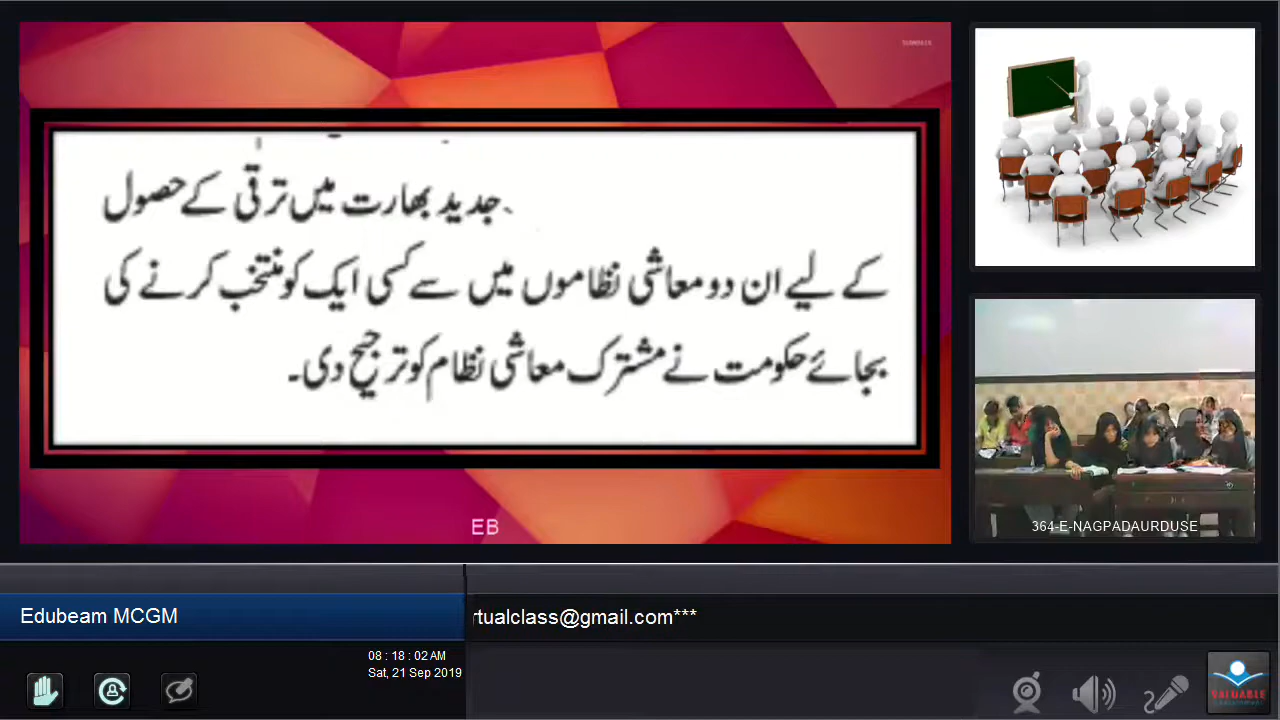 جدید بھارت میں ترقی کے حصول
کے لیے ان دو معاشی نظاموں میں سے کسی ایک کو منتخب کرنے کی
بجائے حکومت نے مشترک معاشی نظام کو ترجیح دی۔
EB
364-E-NAGPADAURDUSE
Edubeam MCGM
rtualclass@gmail.com***
08 : 18 : 02 AM
Sat, 21 Sep 2019
VALUABLE